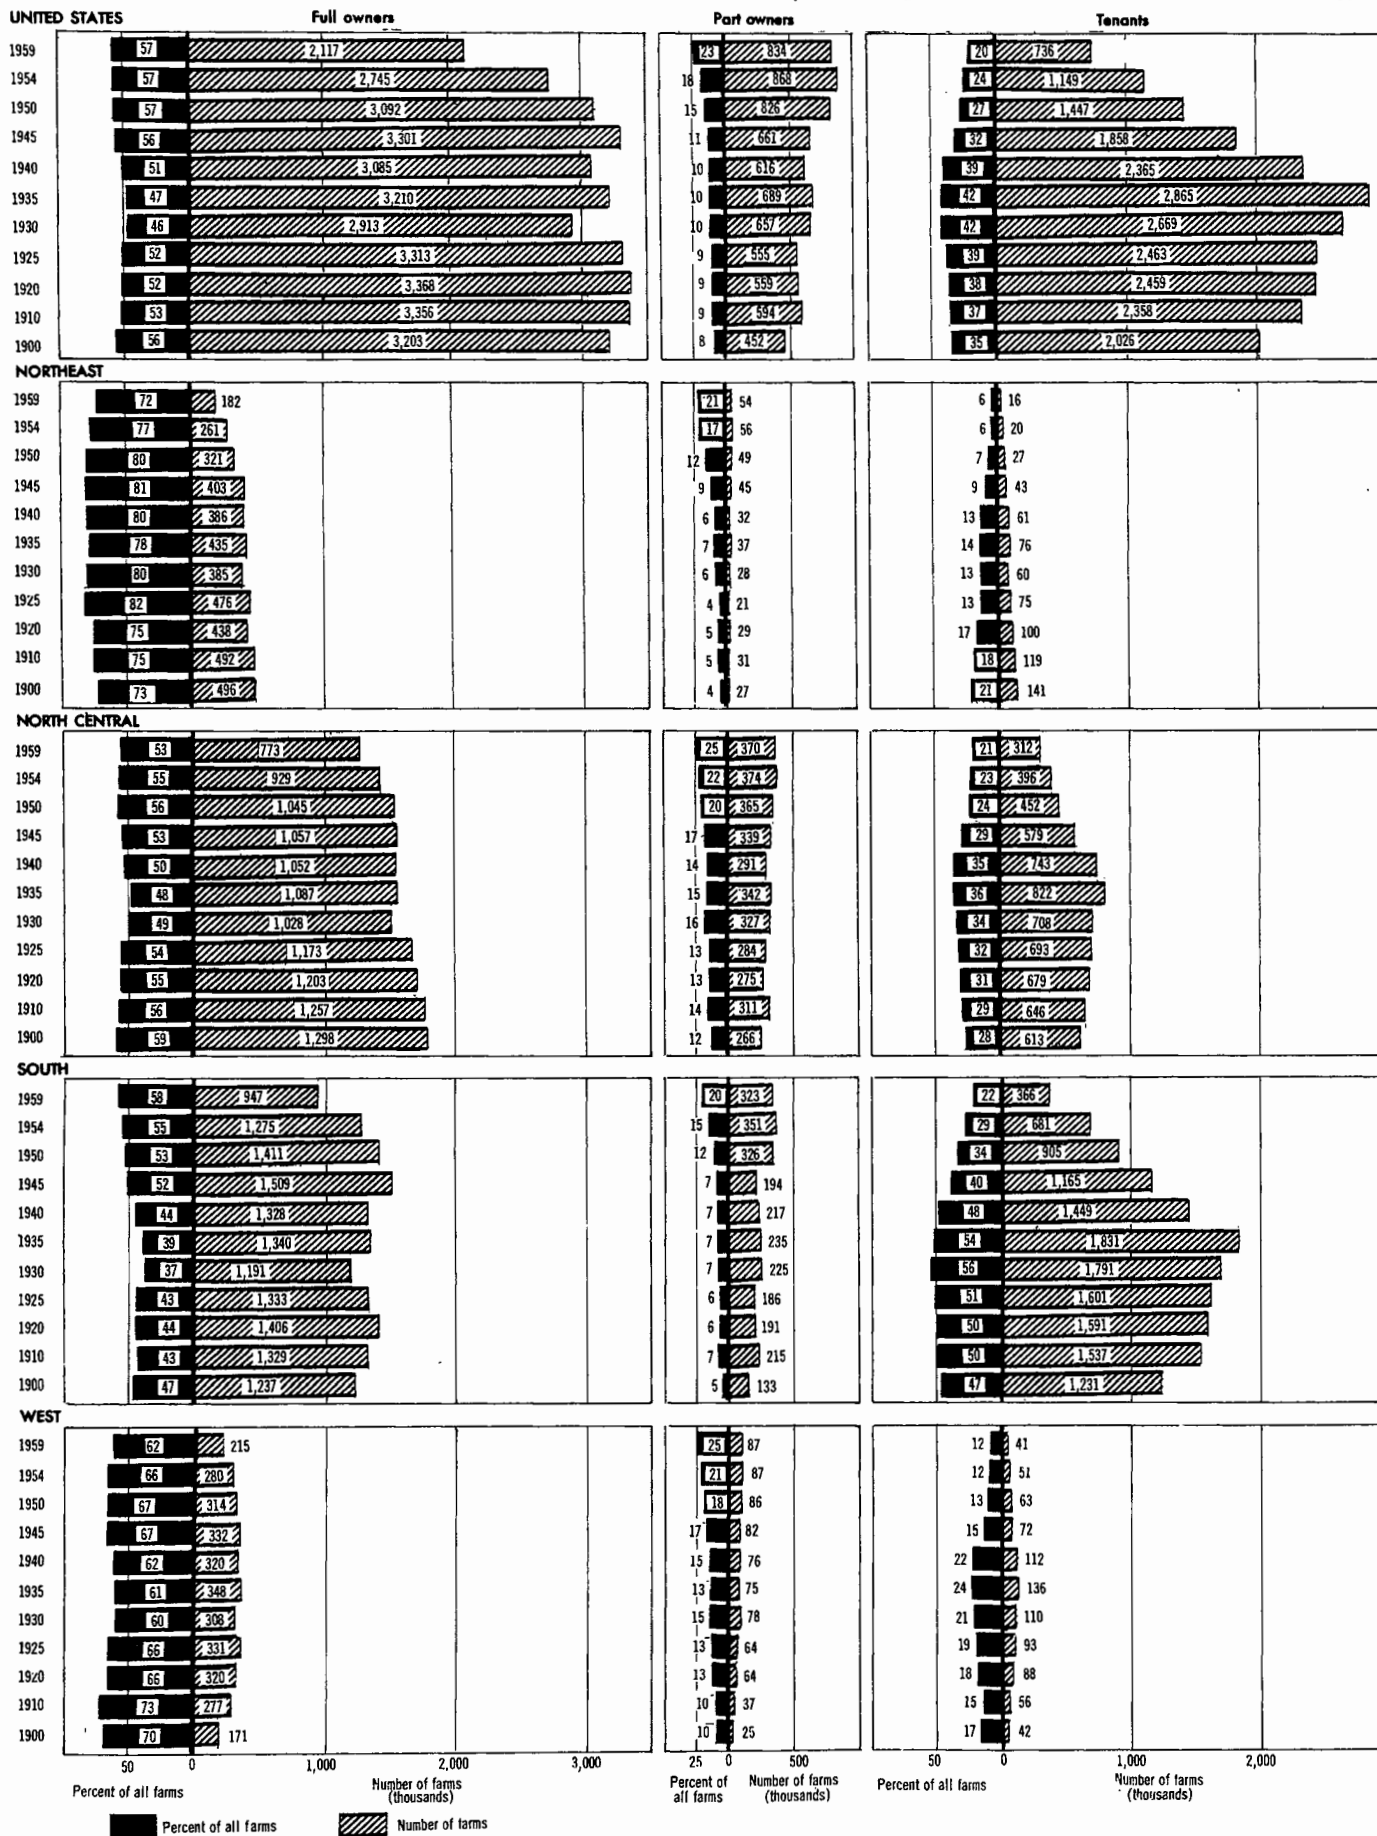 UNITED STATES Full owners Part owners Tenants
1959 57 2,117 23 834 20 736
1954 57 2,745 18 868 24 1,149
1950 57 3,092 15 826 27 1,447
1945 56 3,301 11 661 32 1,858
1940 51 3,085 10 616 39 2,365
1935 47 3,210 10 689 42 2,865
1930 46 2,913 10 657 42 2,669
1925 52 3,313 9 555 39 2,463
1920 52 3,368 9 559 38 2,459
1910 53 3,356 9 594 37 2,358
1900 56 3,203 8 452 35 2,026
NORTHEAST
1959 72 182 21 54 6 16
1954 77 261 17 56 6 20
1950 80 321 12 49 7 27
1945 81 403 9 45 9 43
1940 80 386 6 32 13 61
1935 78 435 7 37 14 76
1930 80 385 6 28 13 60
1925 82 476 4 21 13 75
1920 75 438 5 29 17 100
1910 75 492 5 31 18 119
1900 73 496 4 27 21 141
NORTH CENTRAL
1959 53 773 25 370 21 312
1954 55 929 22 374 23 396
1950 56 1,045 20 365 24 452
1945 53 1,057 17 339 29 579
1940 50 1,052 14 291 35 743
1935 48 1,087 15 342 36 822
1930 49 1,028 16 327 34 708
1925 54 1,173 13 284 32 693
1920 55 1,203 13 275 31 679
1910 56 1,257 14 311 29 646
1900 59 1,298 12 266 28 613
SOUTH
1959 58 947 20 323 22 366
1954 55 1,275 15 351 29 681
1950 53 1,411 12 326 34 905
1945 52 1,509 7 194 40 1,165
1940 44 1,328 7 217 48 1,449
1935 39 1,340 7 235 54 1,831
1930 37 1,191 7 225 56 1,791
1925 43 1,333 6 186 51 1,601
1920 44 1,406 6 191 50 1,591
1910 43 1,329 7 215 50 1,537
1900 47 1,237 5 133 47 1,231
WEST
1959 62 215 25 87 12 41
1954 66 280 21 87 12 51
1950 67 314 18 86 13 63
1945 67 332 17 82 15 72
1940 62 320 15 76 22 112
1935 61 348 13 75 24 136
1930 60 308 15 78 21 110
1925 66 331 13 64 19 93
1920 66 320 13 64 18 88
1910 73 277 10 37 15 56
1900 70 171 10 25 17 42
50 0 1,000 2,000 3,000 25 0 500 50 0 1,000 2,000
Percent of all farms Number of farms (thousands) Percent of all farms Number of farms (thousands) Percent of all farms Number of farms (thousands)
Percent of all farms Number of farms